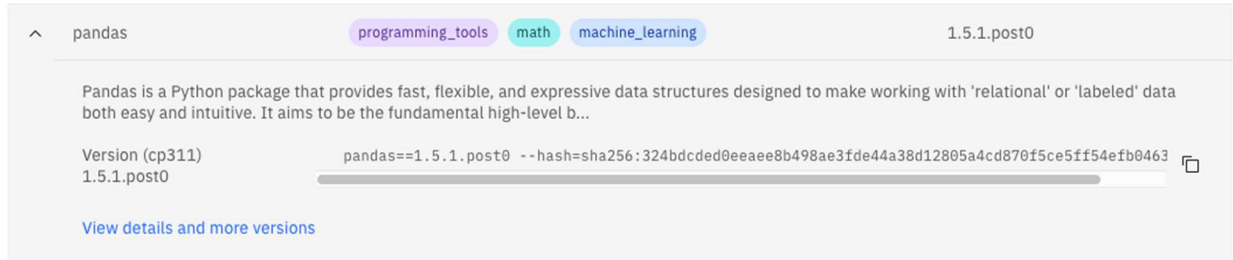 pandas programming_tools math machine_learning 1.5.1.post0
Pandas is a Python package that provides fast, flexible, and expressive data structures designed to make working with 'relational' or 'labeled' data
both easy and intuitive. It aims to be the fundamental high-level b...
Version (cp311) pandas==1.5.1.post0 --hash=sha256:324bdcded0eeaee8b498ae3fde44a38d12805a4cd870f5ce5ff54efb0463
1.5.1.post0
View details and more versions